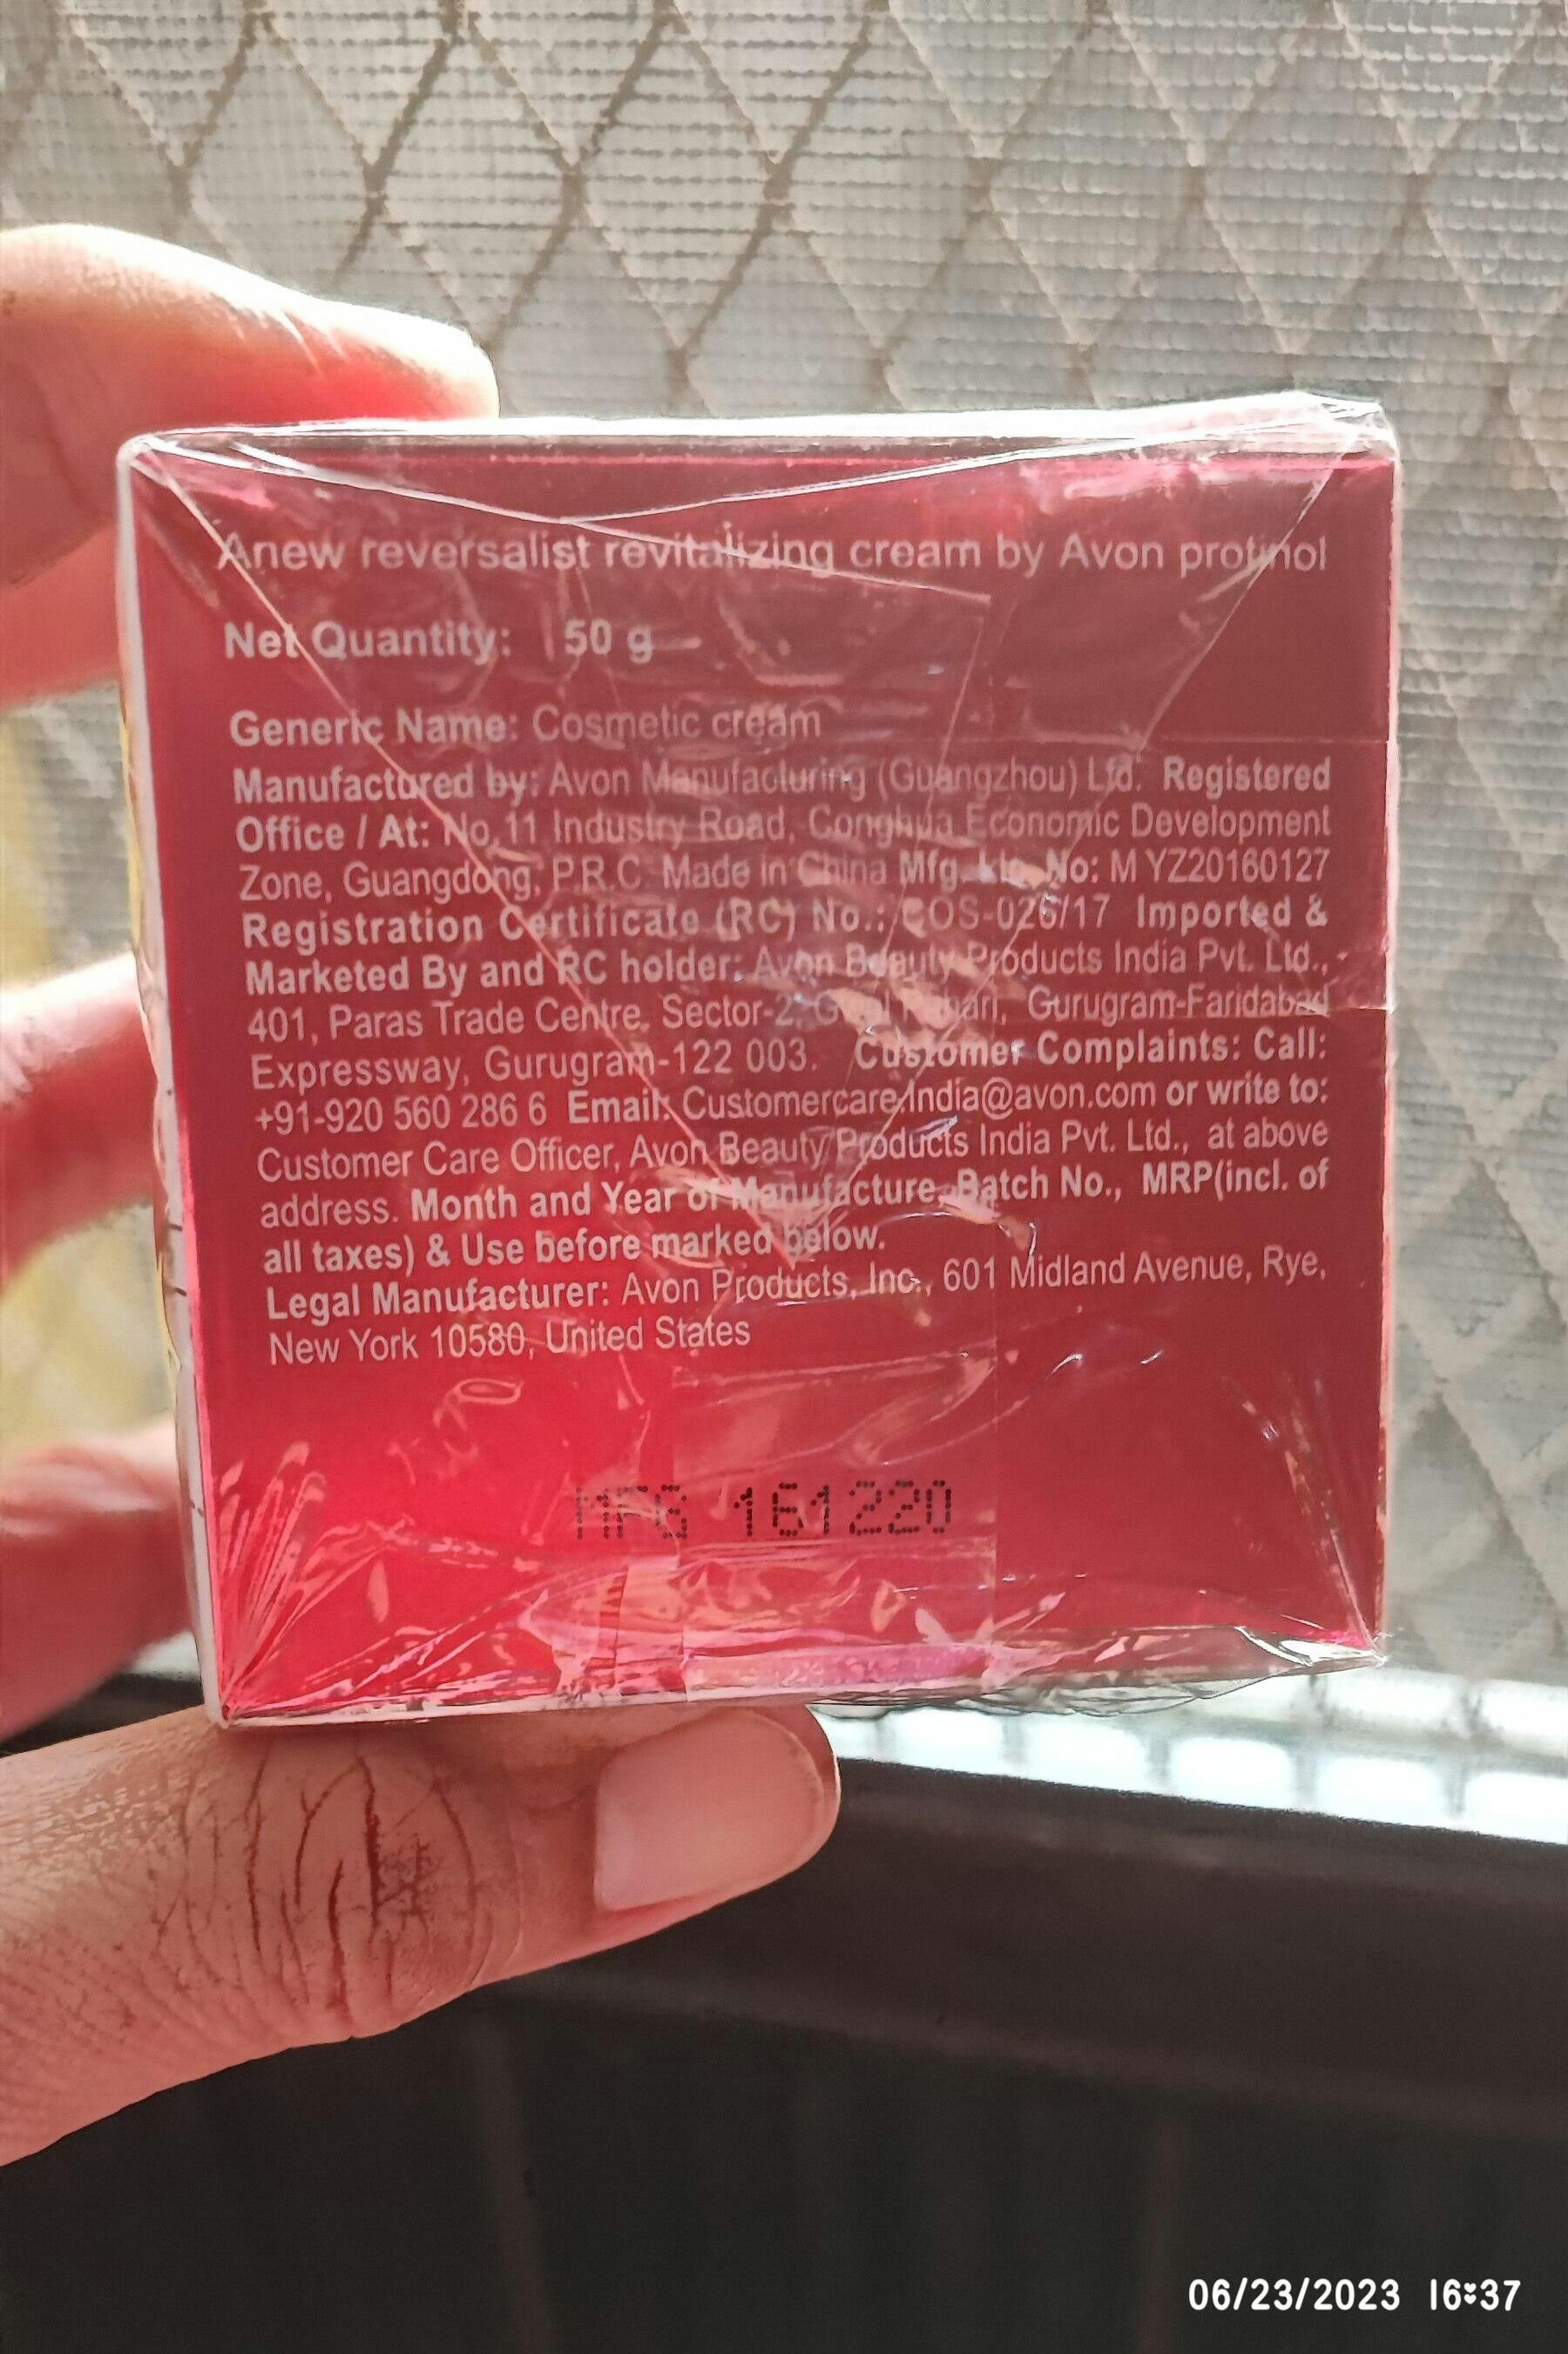 Anew reversalist revitalizing cream by Avon protinol
Net Quantity: 50 g
Generic Name: Cosmetic cream
Manufactured by: Avon Manufacturing (Guangzhou) Ltd. Registered
Office / At: No.11 Industry Road, Conghua Economic Development
Zone, Guangdong, P.R.C. Made in China Mfg. No: M YZ20160127
Registration Certificate (RC) No.: COS-026/17 Imported &
Marketed By and RC holder: Avon Beauty Products India Pvt. Ltd.,
401, Paras Trade Centre, Gurugram-Faridabad
Expressway, Gurugram-122 003. Customer Complaints: Call:
+91-920 560 286 6 Email: Customercare.India@avon.com or write to:
Customer Care Officer, Avon Beauty Products India Pvt. Ltd., at above
address. Month and Year of Manufacture, Batch No., MRP(incl. of
all taxes) & Use before marked below.
Legal Manufacturer: Avon Products, Inc., 601 Midland Avenue, Rye,
New York 10580, United States
MFG 161220
06/23/2023 16:37